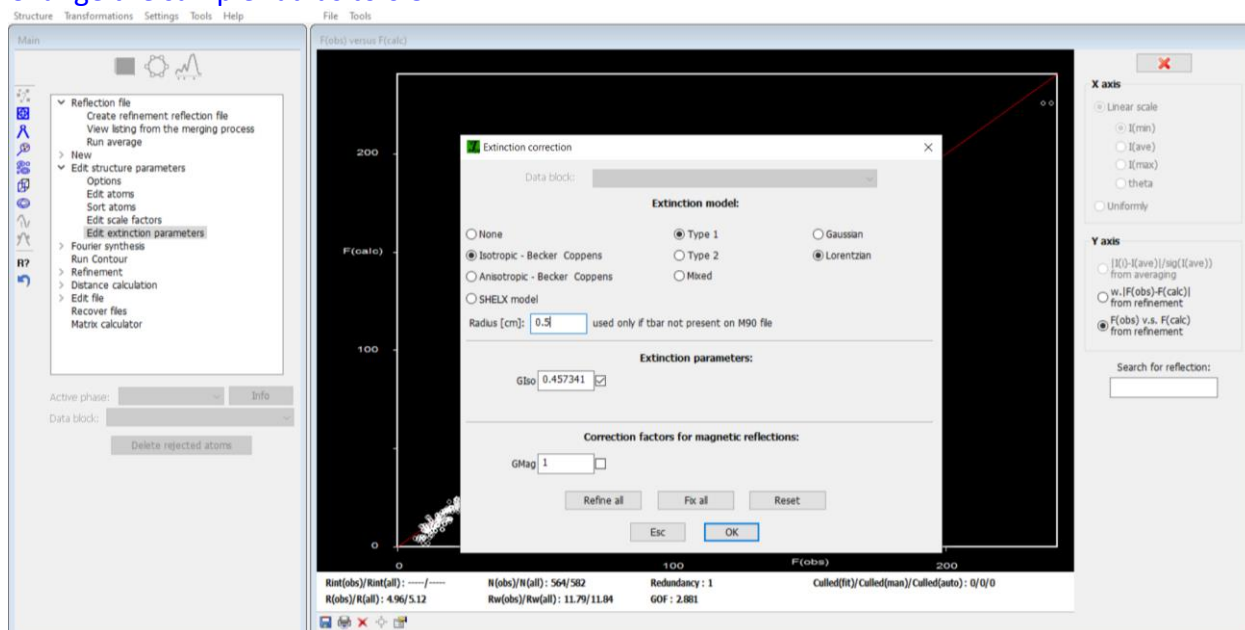 Structure Transformations Settings Tools Help
File Tools
Main
F(obs) versus F(calc)
Reflection file
Create refinement reflection file
View listing from the merging process
Run average
New
Edit structure parameters
Options
Edit atoms
Sort atoms
Edit scale factors
Edit extinction parameters
Fourier synthesis
Run Contour
Refinement
Distance calculation
Edit file
Recover files
Matrix calculator
R?
Active phase:
Info
Data block:
Delete rejected atoms
200
F(calc)
100
0
0
100
F(obs)
200
Extinction correction
Data block:
Extinction model:
None
Type 1
Gaussian
Isotropic - Becker Coppens
Type 2
Lorentzian
Anisotropic - Becker Coppens
Mixed
SHELX model
Radius [cm]: 0.5 used only if tbar not present on M90 file
Extinction parameters:
GIso 0.457341
Correction factors for magnetic reflections:
GMag 1
Refine all
Fix all
Reset
Esc
OK
Rint(obs)/Rint(all) : -----/-----
N(obs)/N(all) : 564/582
Redundancy : 1
Culled(fit)/Culled(man)/Culled(auto) : 0/0/0
R(obs)/R(all) : 4.96/5.12
Rw(obs)/Rw(all) : 11.79/11.84
GOF : 2.881
X axis
Linear scale
I(min)
I(ave)
I(max)
theta
Uniformly
Y axis
|I(i)-I(ave)|/sig(I(ave))
from averaging
w.|F(obs)-F(calc)|
from refinement
F(obs) v.s. F(calc)
from refinement
Search for reflection: